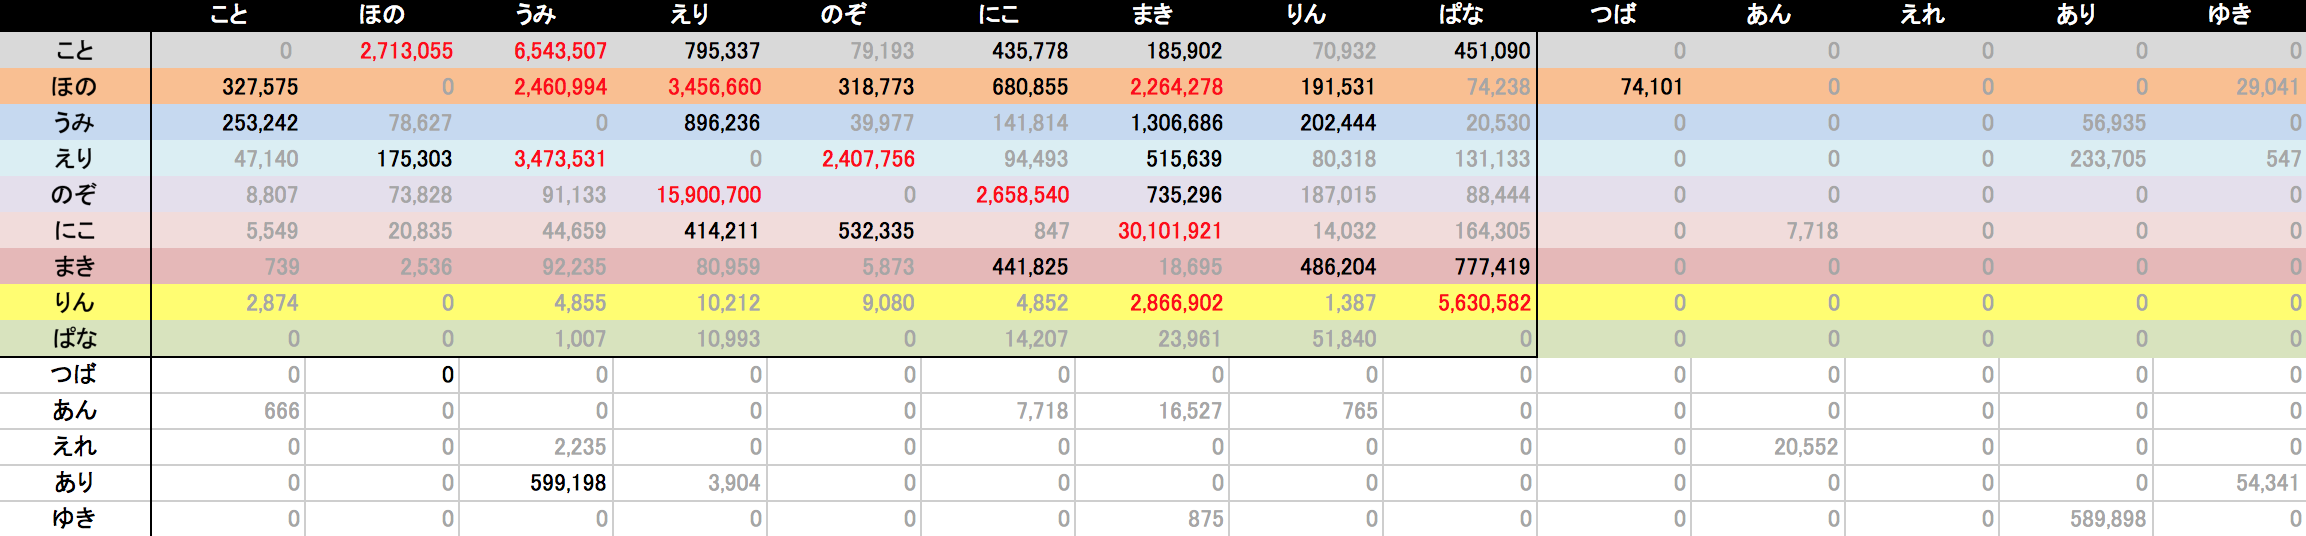 こと ほの うみ えり のぞ にこ まき りん ぱな つば あん えれ あり ゆき
こと 0 2,713,055 6,543,507 795,337 79,193 435,778 185,902 70,932 451,090 0 0 0 0 0
ほの 327,575 0 2,460,994 3,456,660 318,773 680,855 2,264,278 191,531 74,238 74,101 0 0 0 29,041
うみ 253,242 78,627 0 896,236 39,977 141,814 1,306,686 202,444 20,530 0 0 0 56,935 0
えり 47,140 175,303 3,473,531 0 2,407,756 94,493 515,639 80,318 131,133 0 0 0 233,705 547
のぞ 8,807 73,828 91,133 15,900,700 0 2,658,540 735,296 187,015 88,444 0 0 0 0 0
にこ 5,549 20,835 44,659 414,211 532,335 847 30,101,921 14,032 164,305 0 7,718 0 0 0
まき 739 2,536 92,235 80,959 5,873 441,825 18,695 486,204 777,419 0 0 0 0 0
りん 2,874 0 4,855 10,212 9,080 4,852 2,866,902 1,387 5,630,582 0 0 0 0 0
ぱな 0 0 1,007 10,993 0 14,207 23,961 51,840 0 0 0 0 0 0
つば 0 0 0 0 0 0 0 0 0 0 0 0 0 0
あん 666 0 0 0 0 7,718 16,527 765 0 0 0 0 0 0
えれ 0 0 2,235 0 0 0 0 0 0 0 20,552 0 0 0
あり 0 0 599,198 3,904 0 0 0 0 0 0 0 0 0 54,341
ゆき 0 0 0 0 0 0 875 0 0 0 0 0 589,898 0